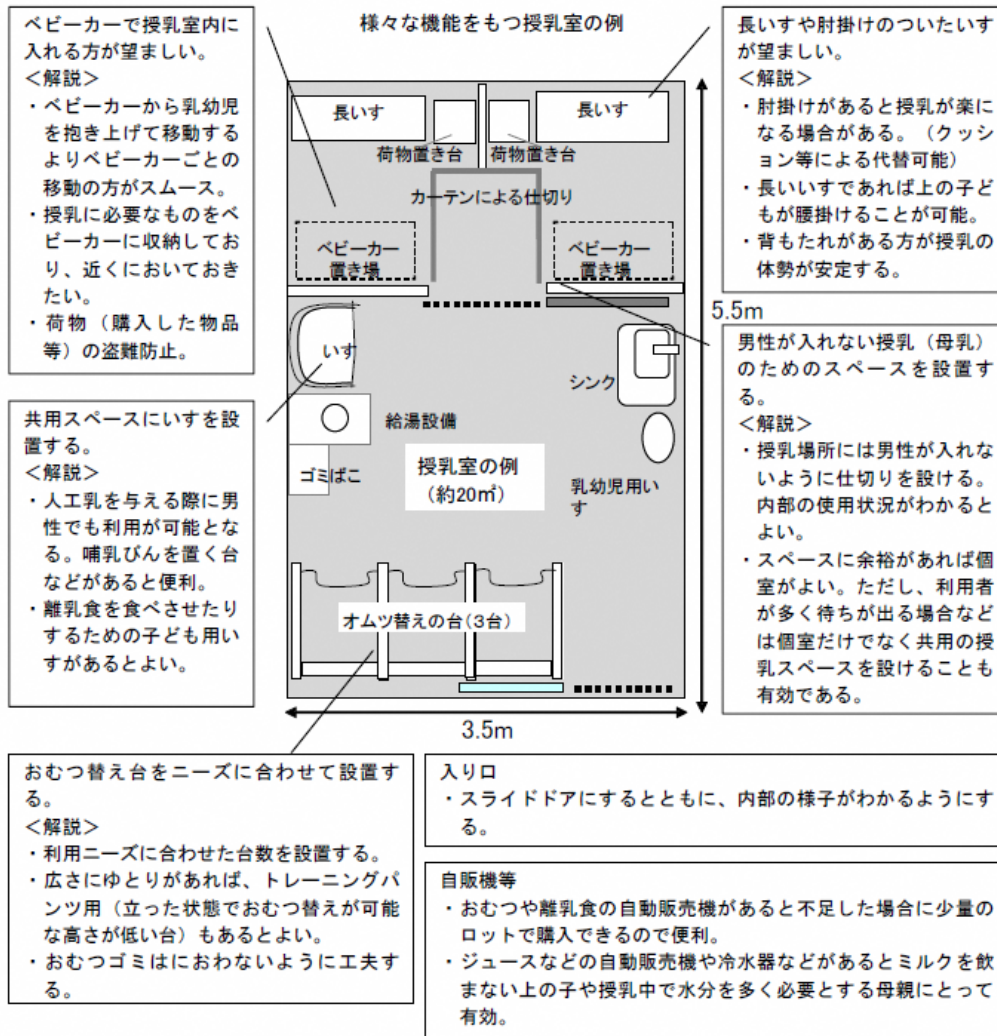 様々な機能をもつ授乳室の例
ベビーカーで授乳室内に
入れる方が望ましい。
＜解説＞
・ベビーカーから乳幼児
を抱き上げて移動する
よりベビーカーごとの
移動の方がスムース。
・授乳に必要なものをベ
ビーカーに収納してお
り、近くにおいておき
たい。
・荷物（購入した物品
等）の盗難防止。
共用スペースにいすを設
置する。
＜解説＞
・人工乳を与える際に男
性でも利用が可能とな
る。哺乳びんを置く台
などがあると便利。
・離乳食を食べさせたり
するための子ども用い
すがあるとよい。
長いす
長いす
荷物置き台
荷物置き台
カーテンによる仕切り
ベビーカー
置き場
ベビーカー
置き場
いす
シンク
給湯設備
ゴミばこ
授乳室の例
（約20㎡）
乳幼児用い
す
オムツ替えの台（3台）
5.5m
3.5m
長いすや肘掛けのついたいす
が望ましい。
＜解説＞
・肘掛けがあると授乳が楽に
なる場合がある。（クッシ
ョン等による代替可能）
・長いいすであれば上の子ど
もが腰掛けることが可能。
・背もたれがある方が授乳の
体勢が安定する。
男性が入れない授乳（母乳）
のためのスペースを設置す
る。
＜解説＞
・授乳場所には男性が入れな
いように仕切りを設ける。
内部の使用状況がわかると
よい。
・スペースに余裕があれば個
室がよい。ただし、利用者
が多く待ちが出る場合など
は個室だけでなく共用の授
乳スペースを設けることも
有効である。
おむつ替え台をニーズに合わせて設置す
る。
＜解説＞
・利用ニーズに合わせた台数を設置する。
・広さにゆとりがあれば、トレーニングパ
ンツ用（立った状態でおむつ替えが可能
な高さが低い台）もあるとよい。
・おむつゴミはにおわないように工夫す
る。
入り口
・スライドドアにするとともに、内部の様子がわかるようにす
る。
自販機等
・おむつや離乳食の自動販売機があると不足した場合に少量の
ロットで購入できるので便利。
・ジュースなどの自動販売機や冷水器などがあるとミルクを飲
まない上の子や授乳中で水分を多く必要とする母親にとって
有効。